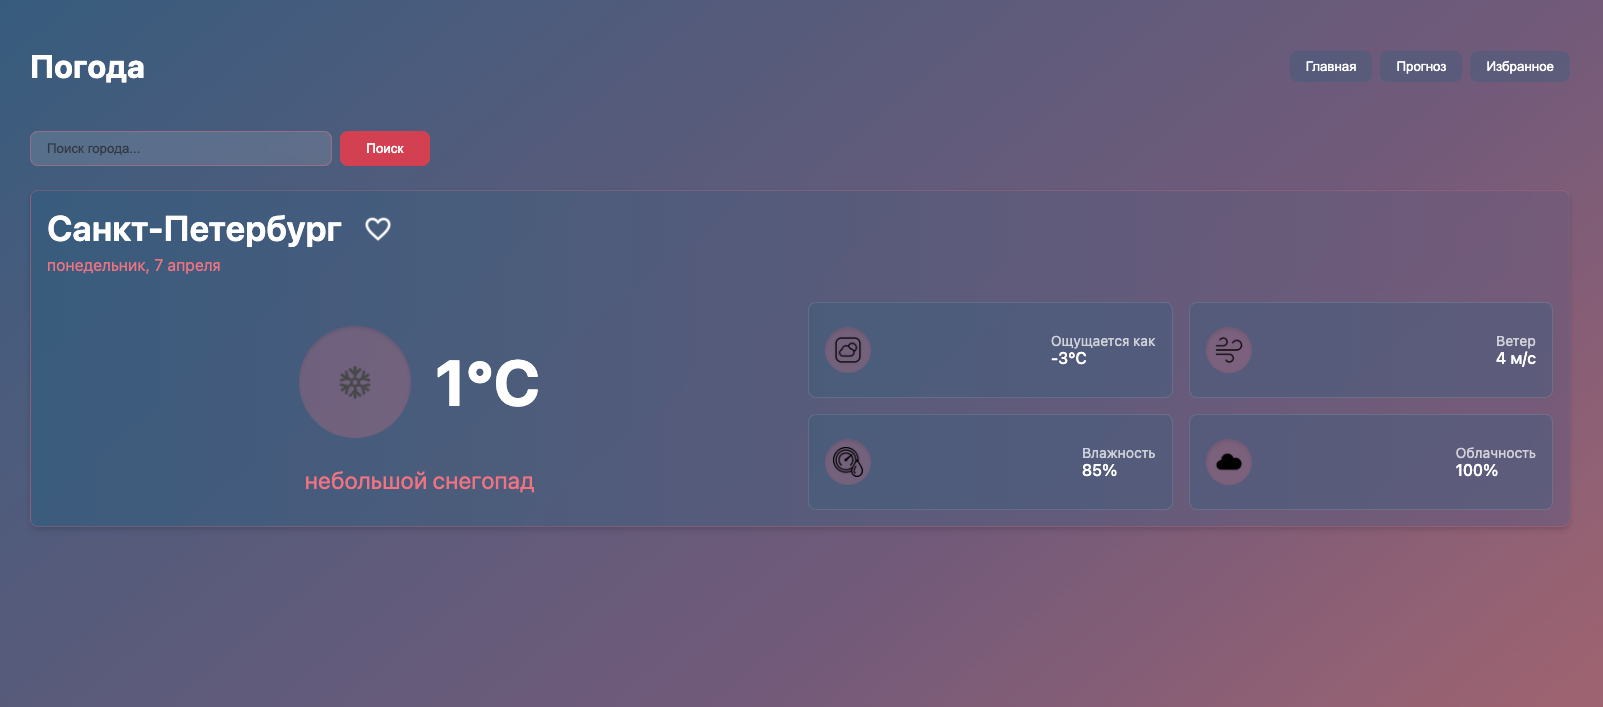 Погода
Главная
Прогноз
Избранное
Поиск города...
Поиск
Санкт-Петербург
понедельник, 7 апреля
1°C
небольшой снегопад
Ощущается как
-3°C
Ветер
4 м/с
Влажность
85%
Облачность
100%